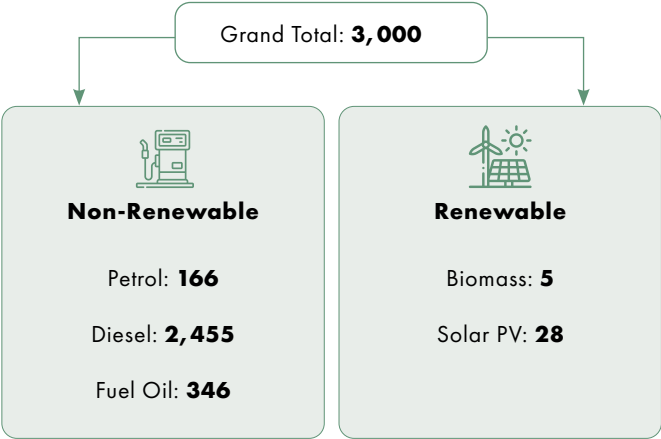 Grand Total: 3,000
Non-Renewable
Petrol: 166
Diesel: 2,455
Fuel Oil: 346
Renewable
Biomass: 5
Solar PV: 28